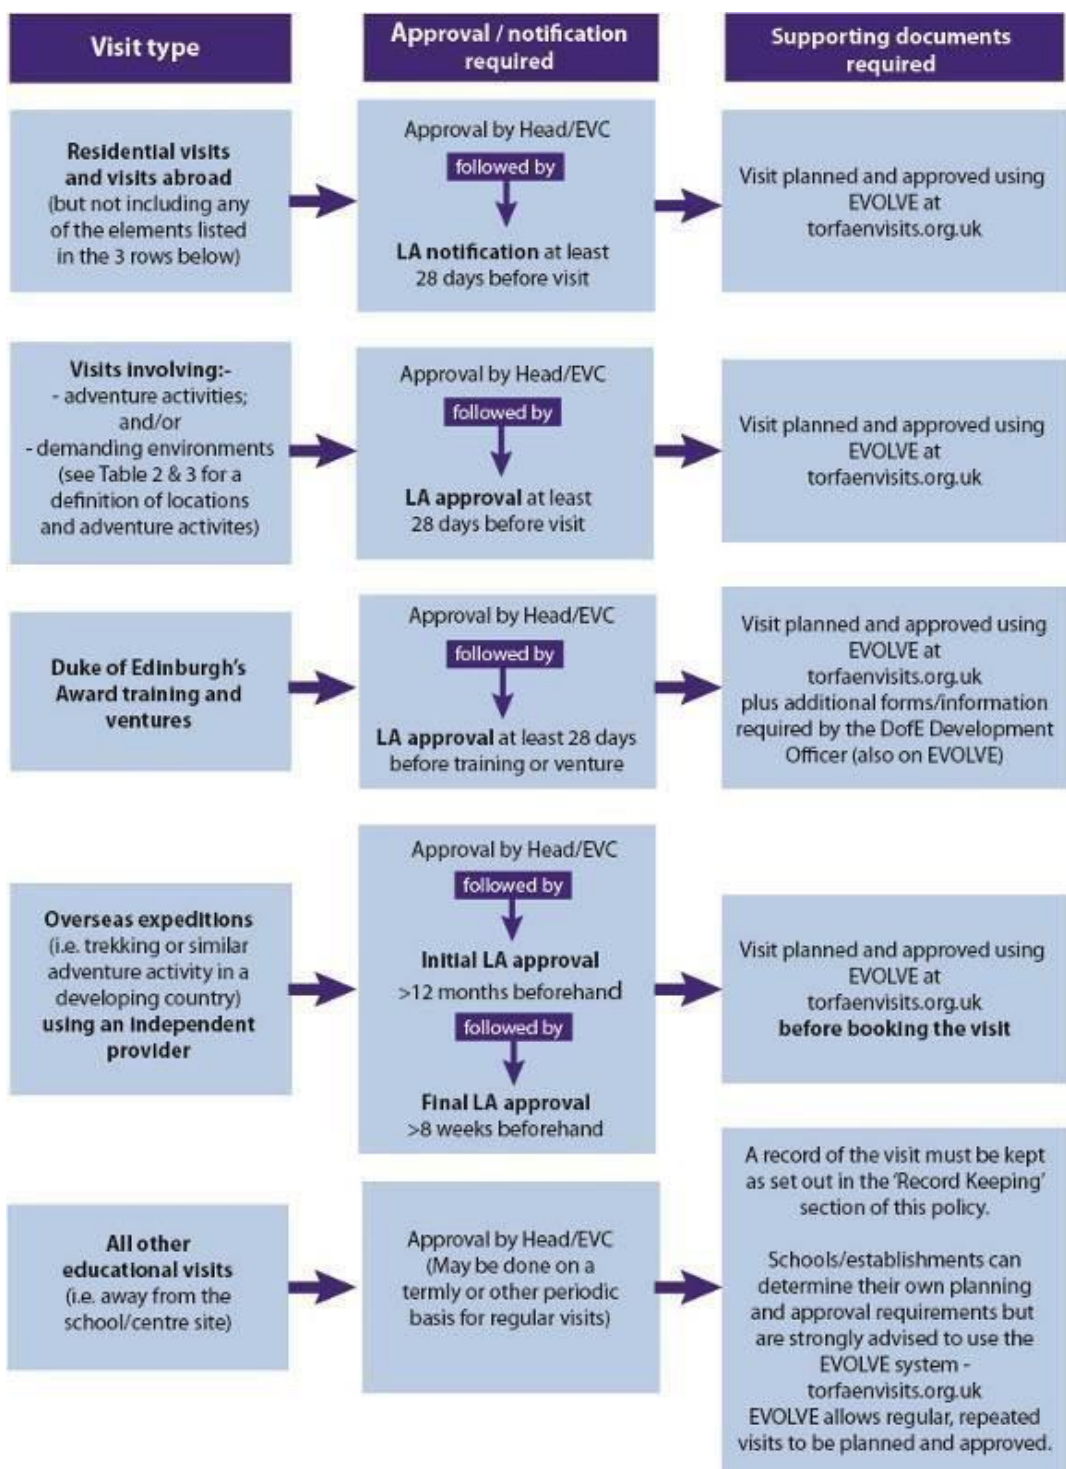 Visit type
Approval / notification
required
Supporting documents
required
Residential visits
and visits abroad
(but not including any
of the elements listed
in the 3 rows below)
Approval by Head/EVC
followed by
LA notification at least
28 days before visit
Visit planned and approved using
EVOLVE at
torfaenvisits.org.uk
Visits involving:-
- adventure activities;
and/or
- demanding environments
(see Table 2 & 3 for a
definition of locations
and adventure activites)
Approval by Head/EVC
followed by
LA approval at least
28 days before visit
Visit planned and approved using
EVOLVE at
torfaenvisits.org.uk
Duke of Edinburgh's
Award training and
ventures
Approval by Head/EVC
followed by
LA approval at least 28 days
before training or venture
Visit planned and approved using
EVOLVE at
torfaenvisits.org.uk
plus additional forms/information
required by the DofE Development
Officer (also on EVOLVE)
Overseas expeditions
(i.e. trekking or similar
adventure activity in a
developing country)
using an independent
provider
Approval by Head/EVC
followed by
Initial LA approval
>12 months beforehand
followed by
Final LA approval
>8 weeks beforehand
Visit planned and approved using
EVOLVE at
torfaenvisits.org.uk
before booking the visit
All other
educational visits
(i.e. away from the
school/centre site)
Approval by Head/EVC
(May be done on a
termly or other periodic
basis for regular visits)
A record of the visit must be kept
as set out in the 'Record Keeping'
section of this policy.
Schools/establishments can
determine their own planning
and approval requirements but
are strongly advised to use the
EVOLVE system -
torfaenvisits.org.uk
EVOLVE allows regular, repeated
visits to be planned and approved.